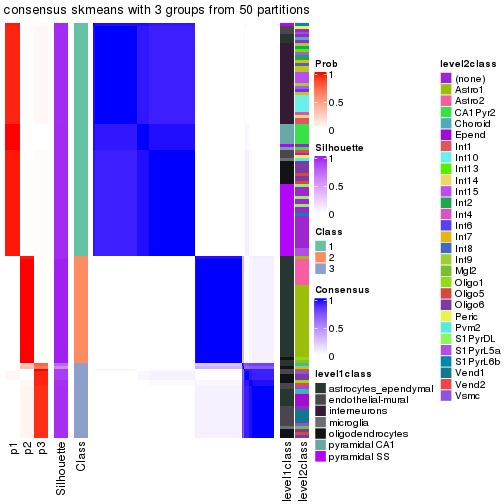 consensus skmeans with 3 groups from 50 partitions
p1
p2
p3
Silhouette
Class
level1class
level2class
Prob
1
0.5
0
Silhouette
1
0.5
0
Class
1
2
3
Consensus
1
0.5
0
level1class
astrocytes_ependymal
endothelial-mural
interneurons
microglia
oligodendrocytes
pyramidal CA1
pyramidal SS
level2class
(none)
Astro1
Astro2
CA1Pyr2
Choroid
Epend
Int1
Int10
Int13
Int14
Int15
Int2
Int4
Int6
Int7
Int8
Int9
Mgl2
Oligo1
Oligo5
Oligo6
Peric
Pvm2
S1PyrDL
S1PyrL5a
S1PyrL6b
Vend1
Vend2
Vsmc